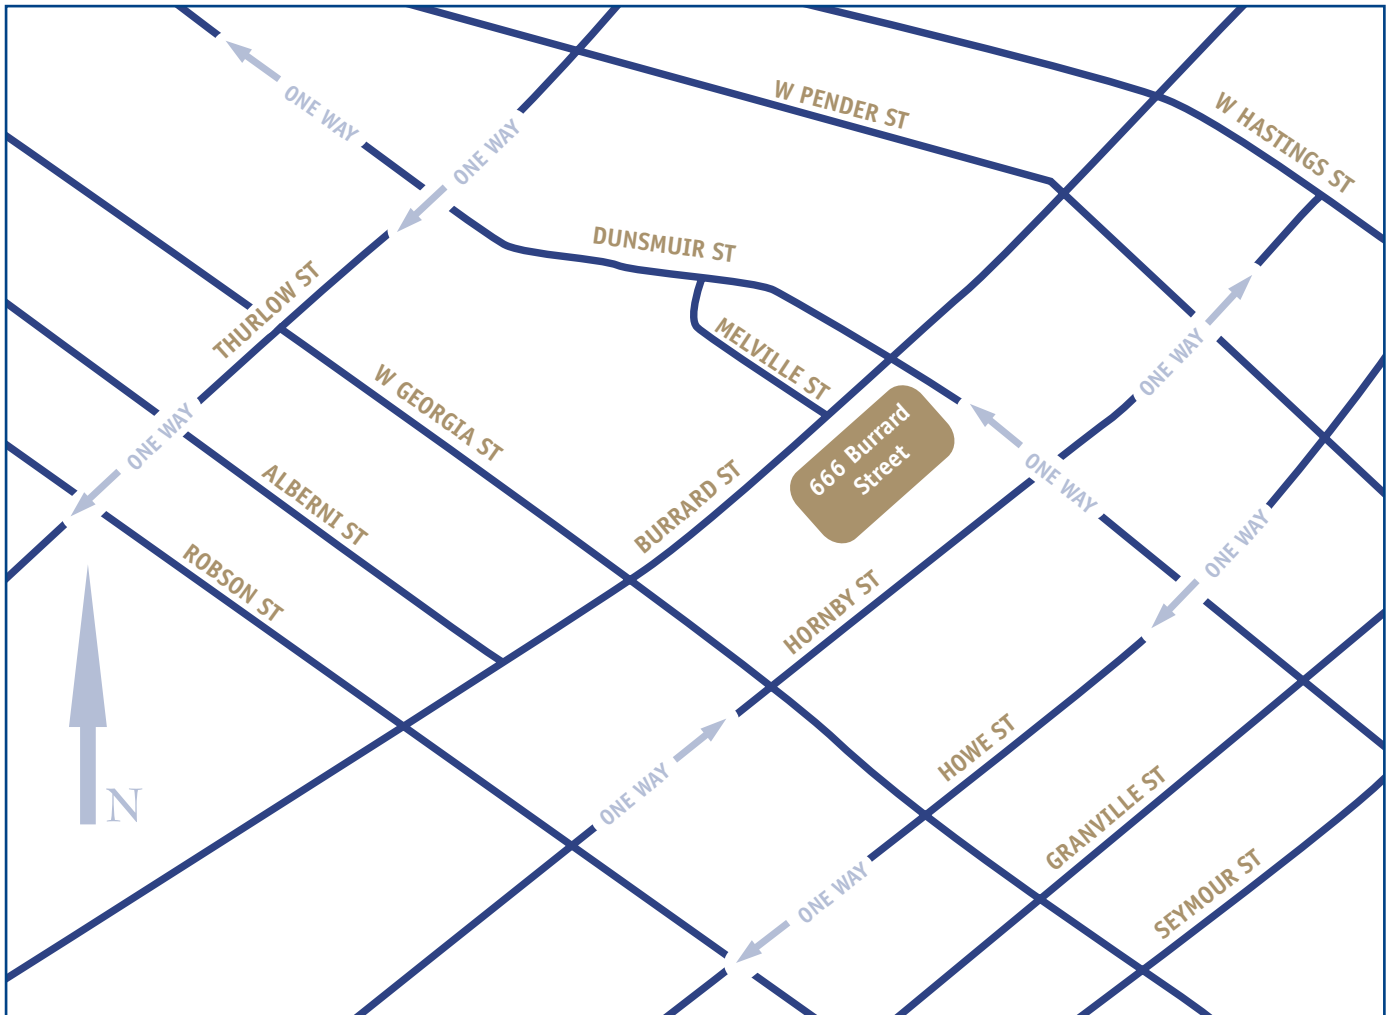 ONE WAY
W PENDER ST
W HASTINGS ST
ONE WAY
DUNSMUIR ST
THURLOW ST
MELVILLE ST
ONE WAY
W GEORGIA ST
666 Burrard
Street
ONE WAY
BURRARD ST
ONE WAY
ALBERNI ST
ONE WAY
ROBSON ST
HORNBY ST
N
ONE WAY
HOWE ST
GRANVILLE ST
ONE WAY
SEYMOUR ST